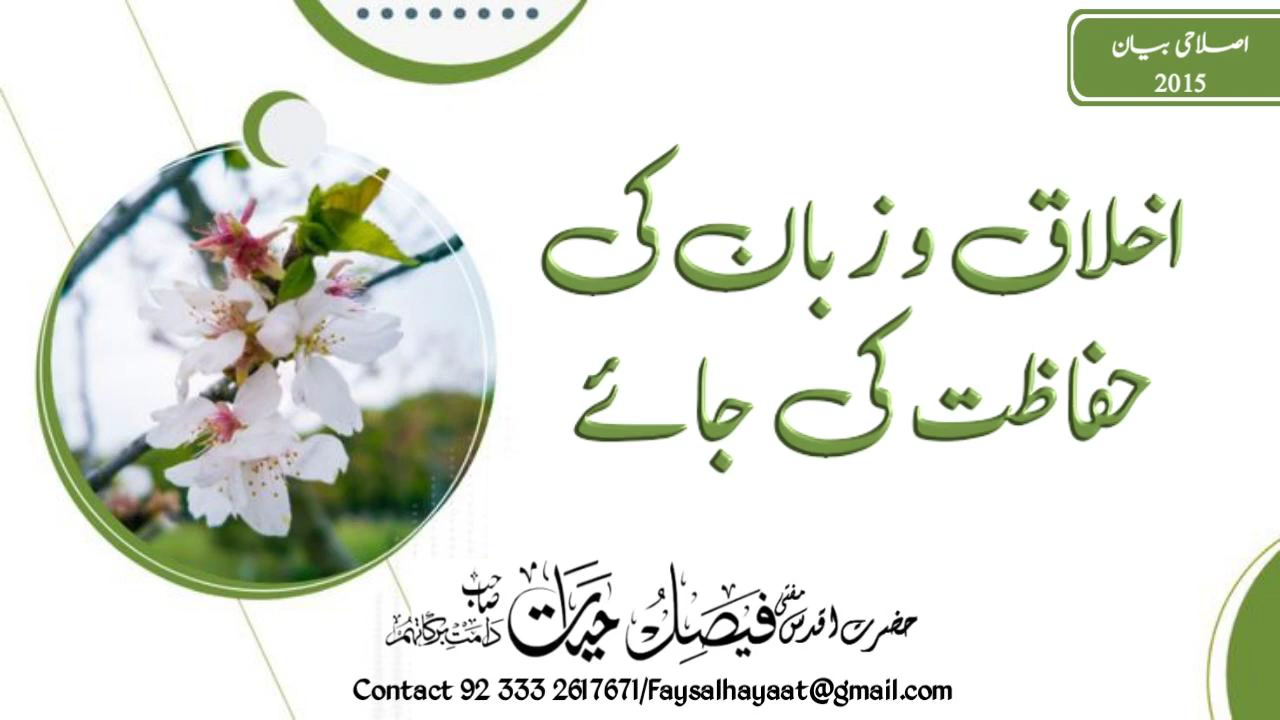 اصلاحی بیان
2015
اخلاق و زبان کی
حفاظت کی جائے
حضرت اقدس مفتی فیصل حیات صاحب دامت برکاتہم
Contact 92 333 2617671/Faysalhayaat@gmail.com